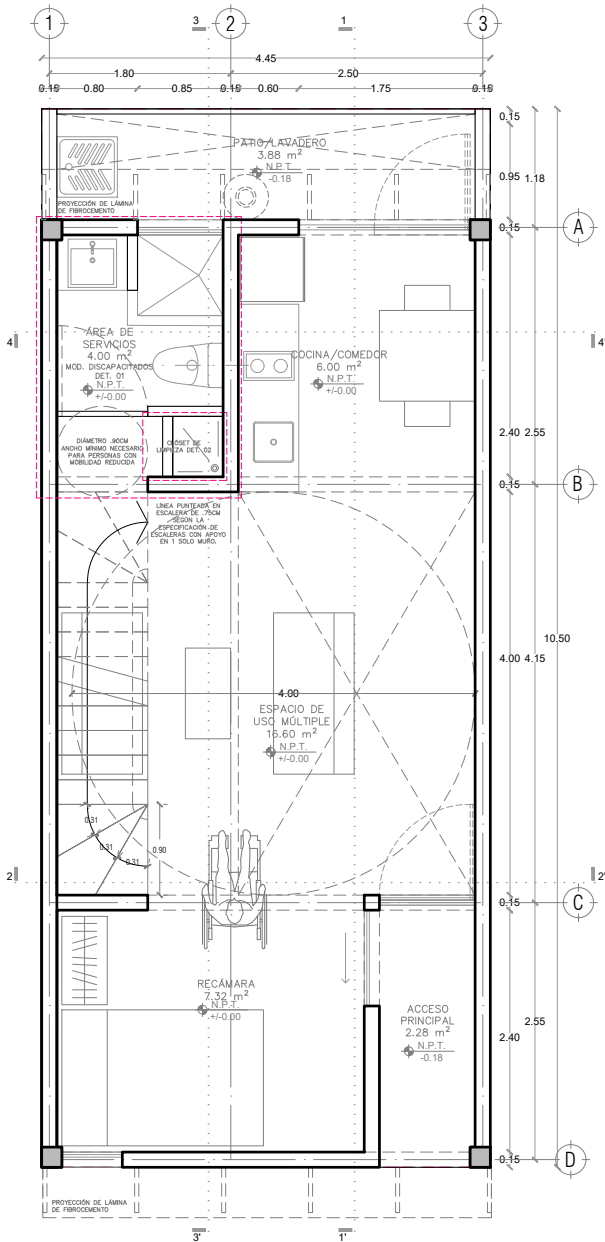 1
3
2
1
3
4.45
1.80
2.50
0.15
0.80
0.85
0.15
0.60
1.75
0.15
0.15
PATIO/LAVADERO
3.88 m²
N.P.T.
-0.18
0.95
1.18
PROYECCIÓN DE LÁMINA
DE FIBROCEMENTO
0.15
A
4
4'
ÁREA DE
SERVICIOS
4.00 m²
MOD. DISCAPACITADOS
DET. 01
N.P.T.
+/-0.00
COCINA/COMEDOR
6.00 m²
N.P.T.
+/-0.00
DIÁMETRO .90CM
ANCHO MÍNIMO NECESARIO
PARA PERSONAS CON
MOBILIDAD REDUCIDA
CLÓSET DE
LIMPIEZA DET. 02
2.40
2.55
0.15
B
LÍNEA PUNTEADA EN
ESCALERA DE .75CM
SEGÚN LA
ESPECIFICACIÓN DE
ESCALERAS CON APOYO
EN 1 SOLO MURO.
10.50
4.00
4.15
4.00
ESPACIO DE
USO MÚLTIPLE
16.60 m²
N.P.T.
+/-0.00
0.31
0.31
0.31
0.90
2
2'
0.15
C
RECÁMARA
7.32 m²
N.P.T.
+/-0.00
ACCESO
PRINCIPAL
2.28 m²
N.P.T.
-0.18
2.40
2.55
0.15
D
PROYECCIÓN DE LÁMINA
DE FIBROCEMENTO
3'
1'